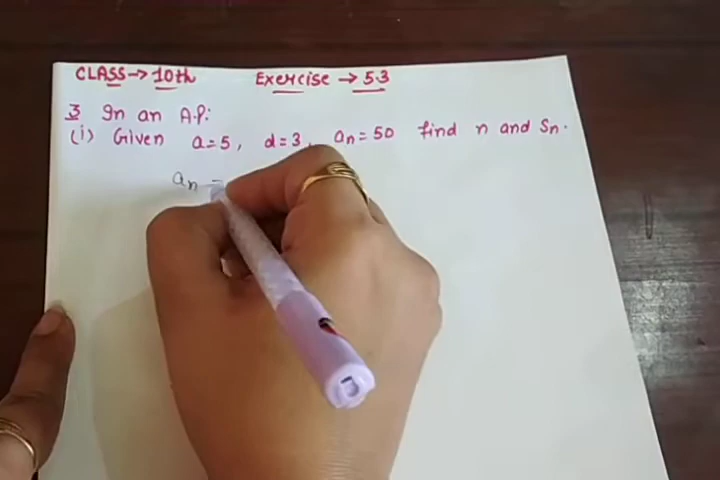 CLASS → 10th Exercise → 5.3
3 In an A.P:
(i) Given a=5, d=3, an=50 find n and Sn.
an =